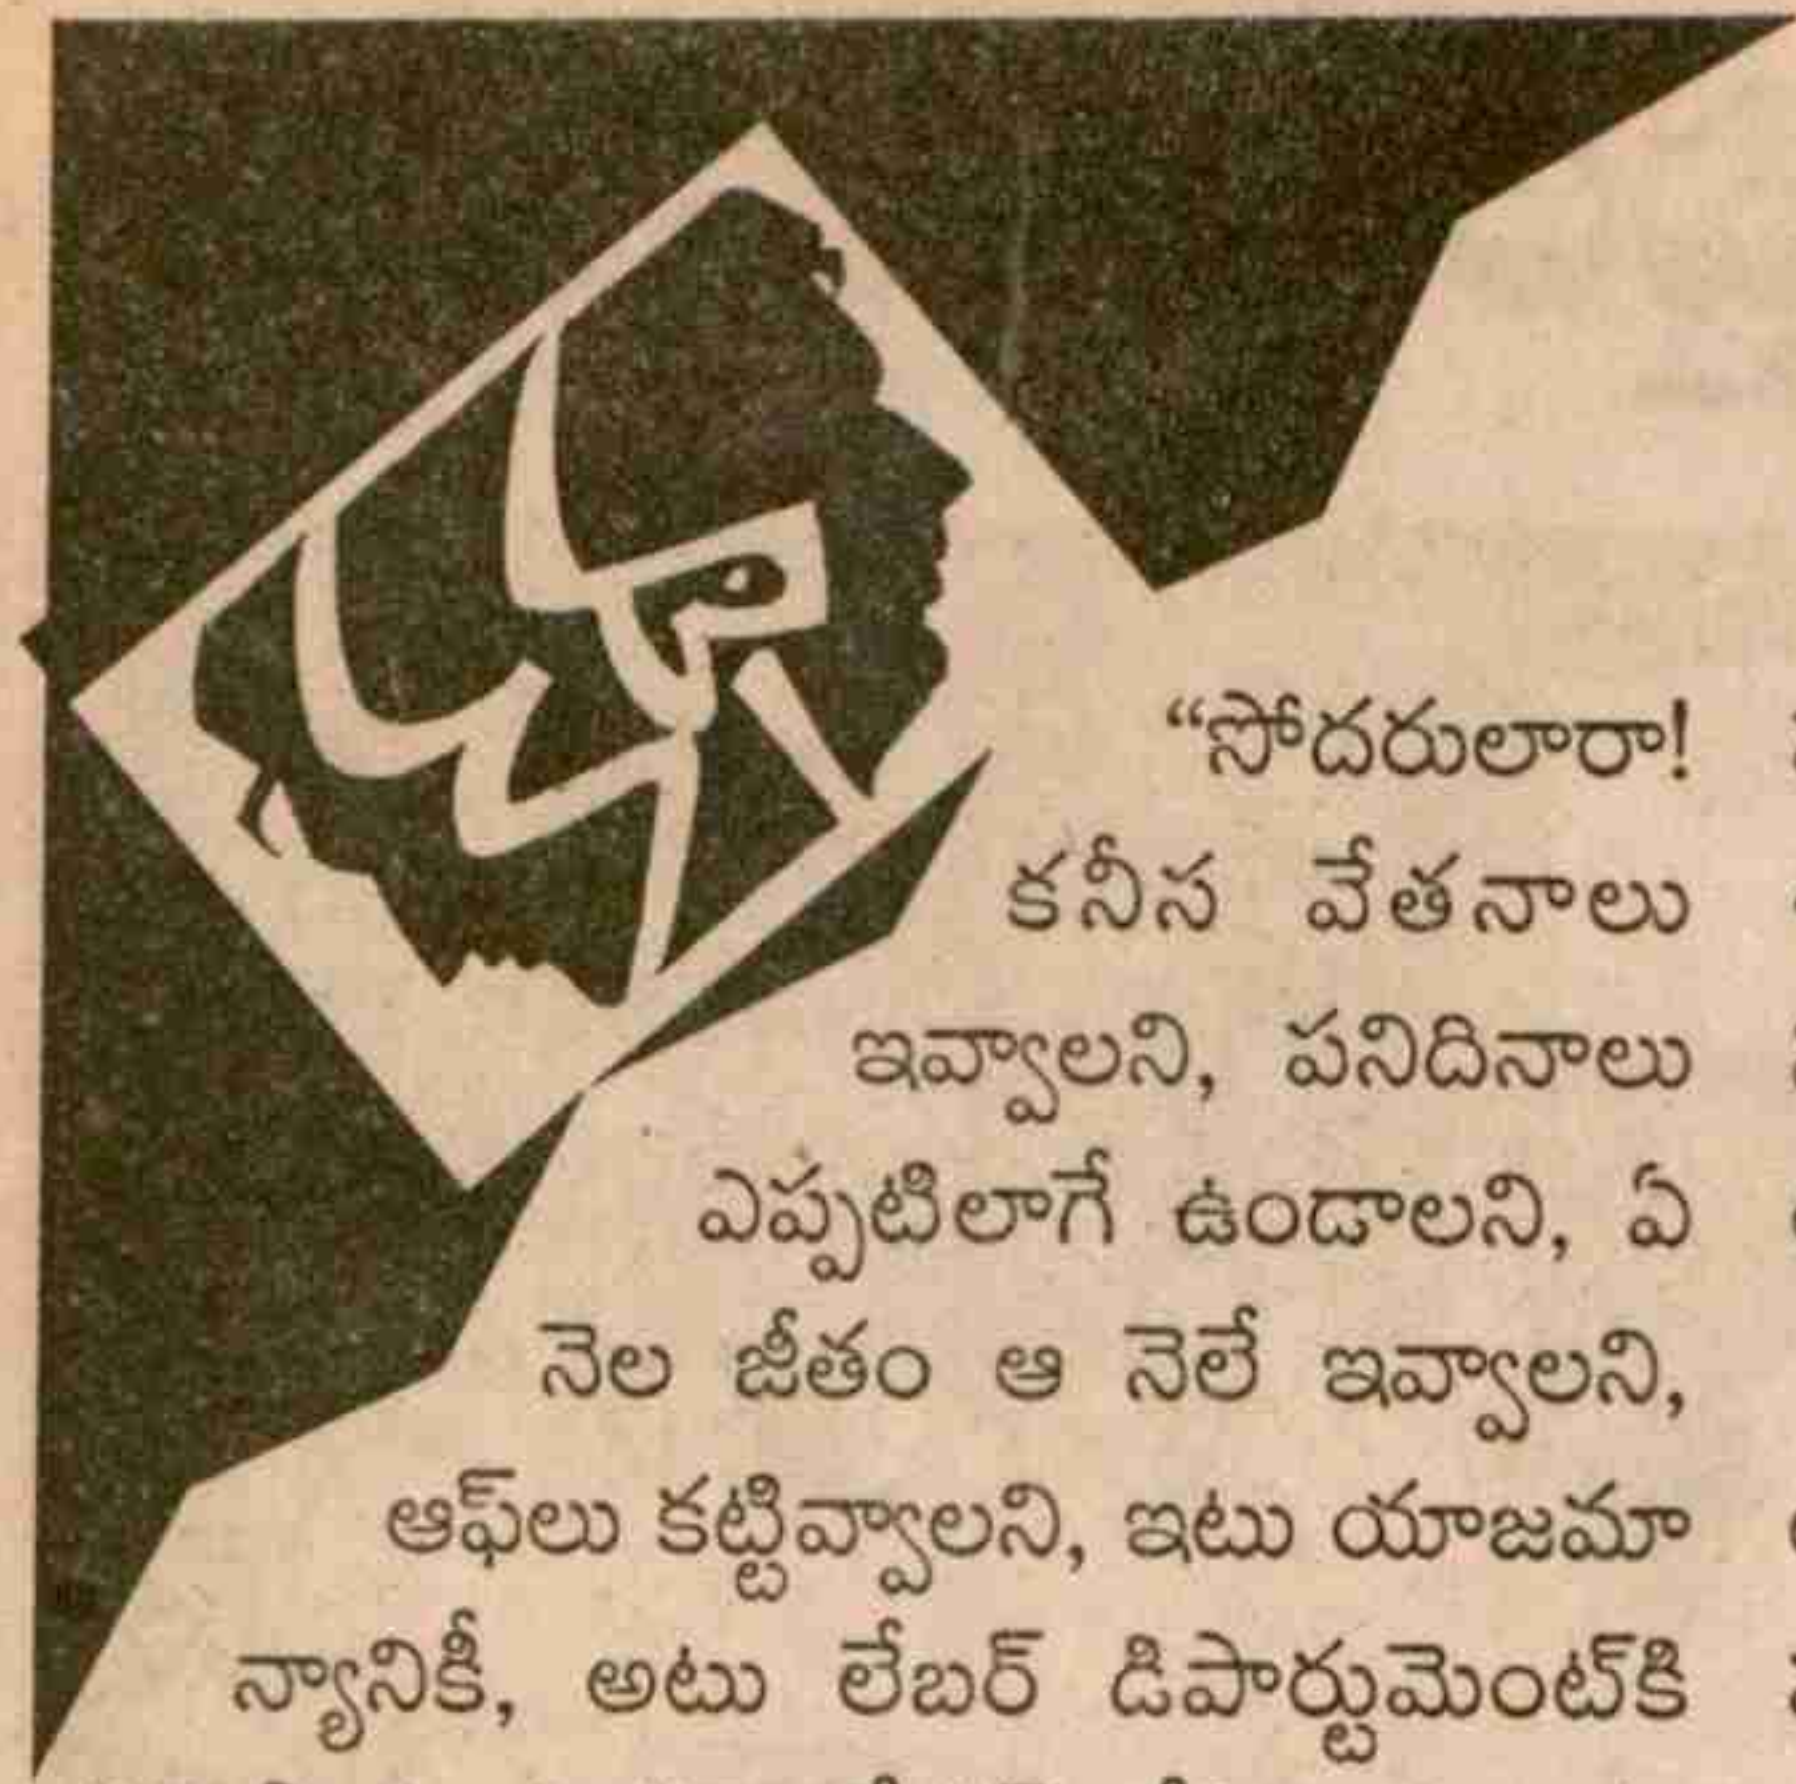 “సోదరులారా!
కనీస వేతనాలు
ఇవ్వాలని, పనిదినాలు
ఎప్పటిలాగే ఉండాలని, ఏ
నెల జీతం ఆ నెలే ఇవ్వాలని,
ఆఫ్‌లు కట్టివ్వాలని, ఇటు యాజమా
న్యానికీ, అటు లేబర్ డిపార్టుమెంట్‌కి